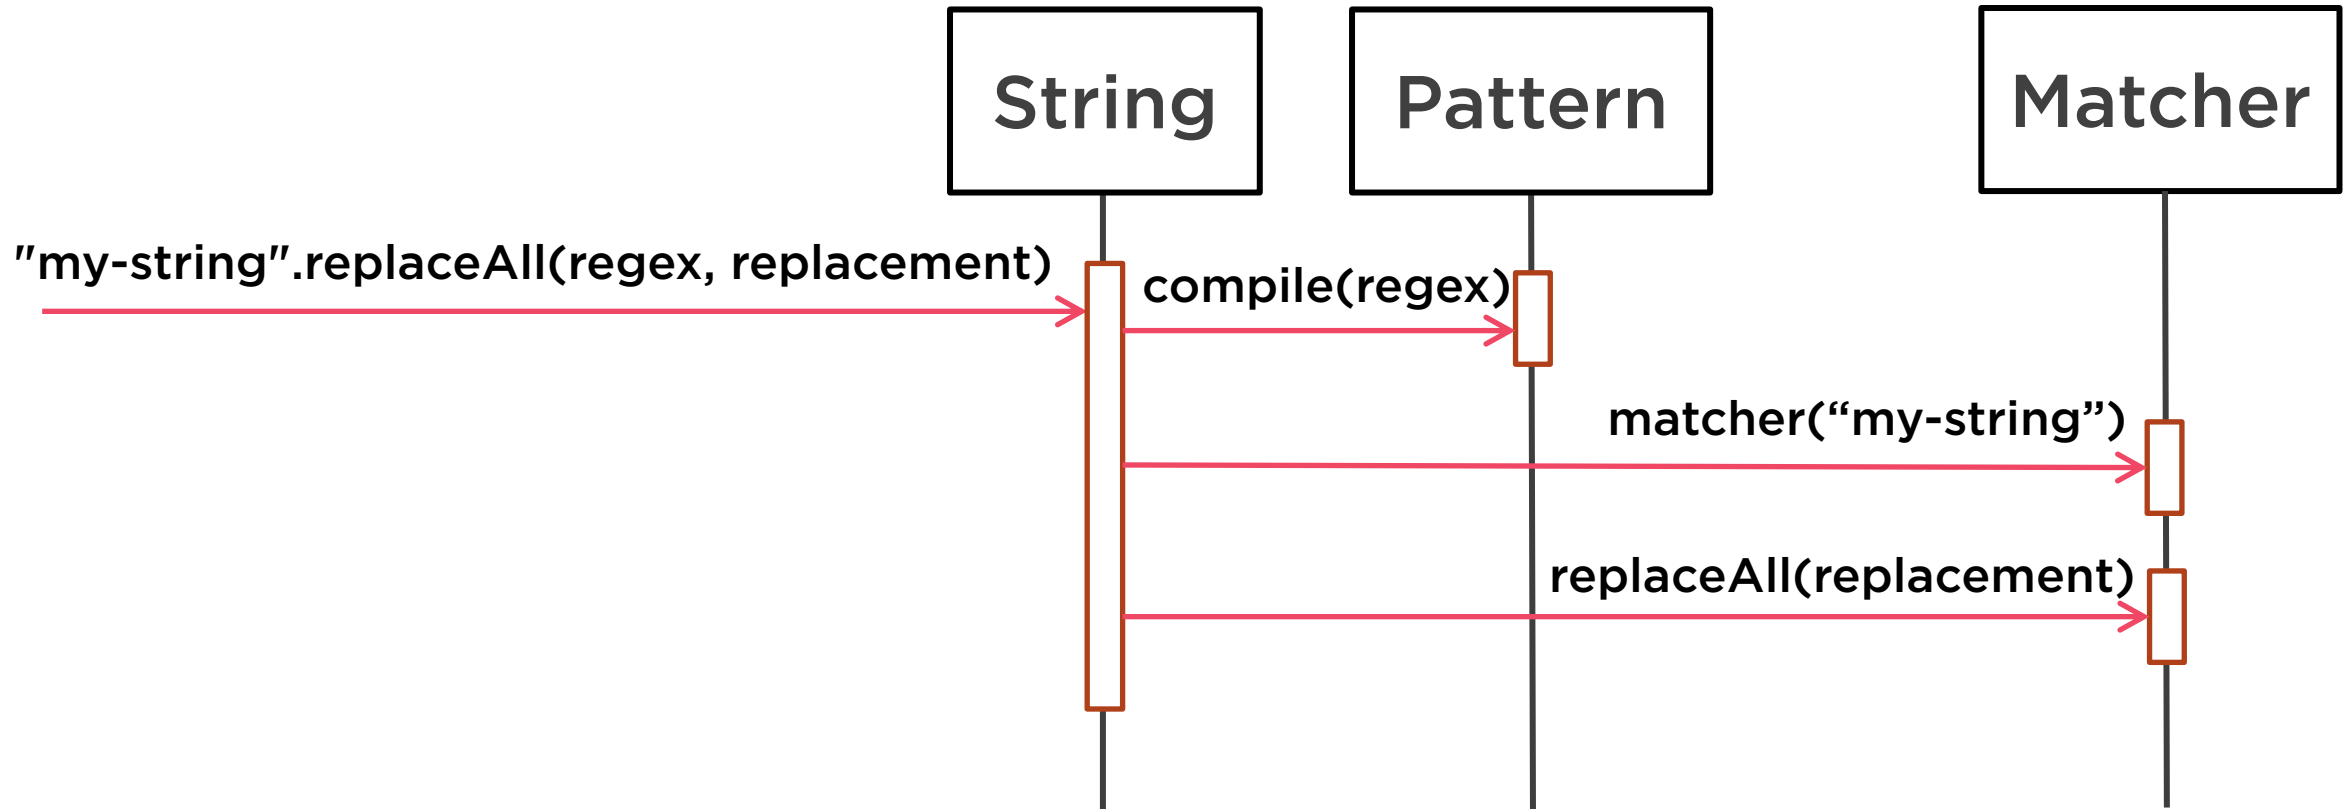 String
Pattern
Matcher
"my-string".replaceAll(regex, replacement)
compile(regex)
matcher(“my-string”)
replaceAll(replacement)